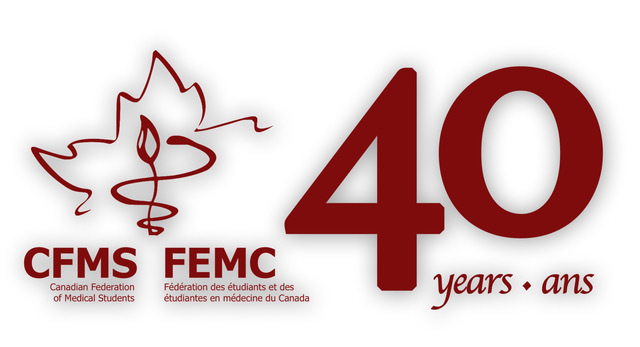 CFMS FEMC
Canadian Federation
of Medical Students
Fédération des étudiants et des
étudiantes en médecine du Canada
40
years • ans